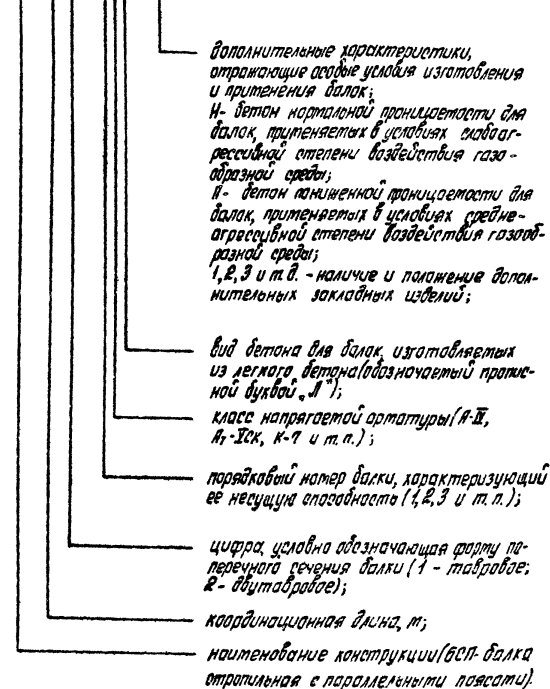 дополнительные характеристики,
отражающие особые условия изготовления
и применения балок;
Н- бетон нормальной проницаемости для
балок, применяемых в условиях слабоаг-
рессивной степени воздействия газо-
образной среды;
П- бетон пониженной проницаемости для
балок, применяемых в условиях средне-
агрессивной степени воздействия газооб-
разной среды;
1,2,3 и т.д. - наличие и положение допол-
нительных закладных изделий;
вид бетона для балок, изготовляемых
из легкого бетона (обозначаемый пропис-
ной буквой „Л");
класс напрягаемой арматуры (А-IV,
Ат-VСК, К-7 и т.п.);
порядковый номер балки, характеризующий
ее несущую способность (1,2,3 и т.п.);
цифра, условно обозначающая форму по-
перечного сечения балки (1 - тавровое;
2- двутавровое);
координационная длина, м;
наименование конструкции (БСП- балка
стропильная с параллельными поясами).